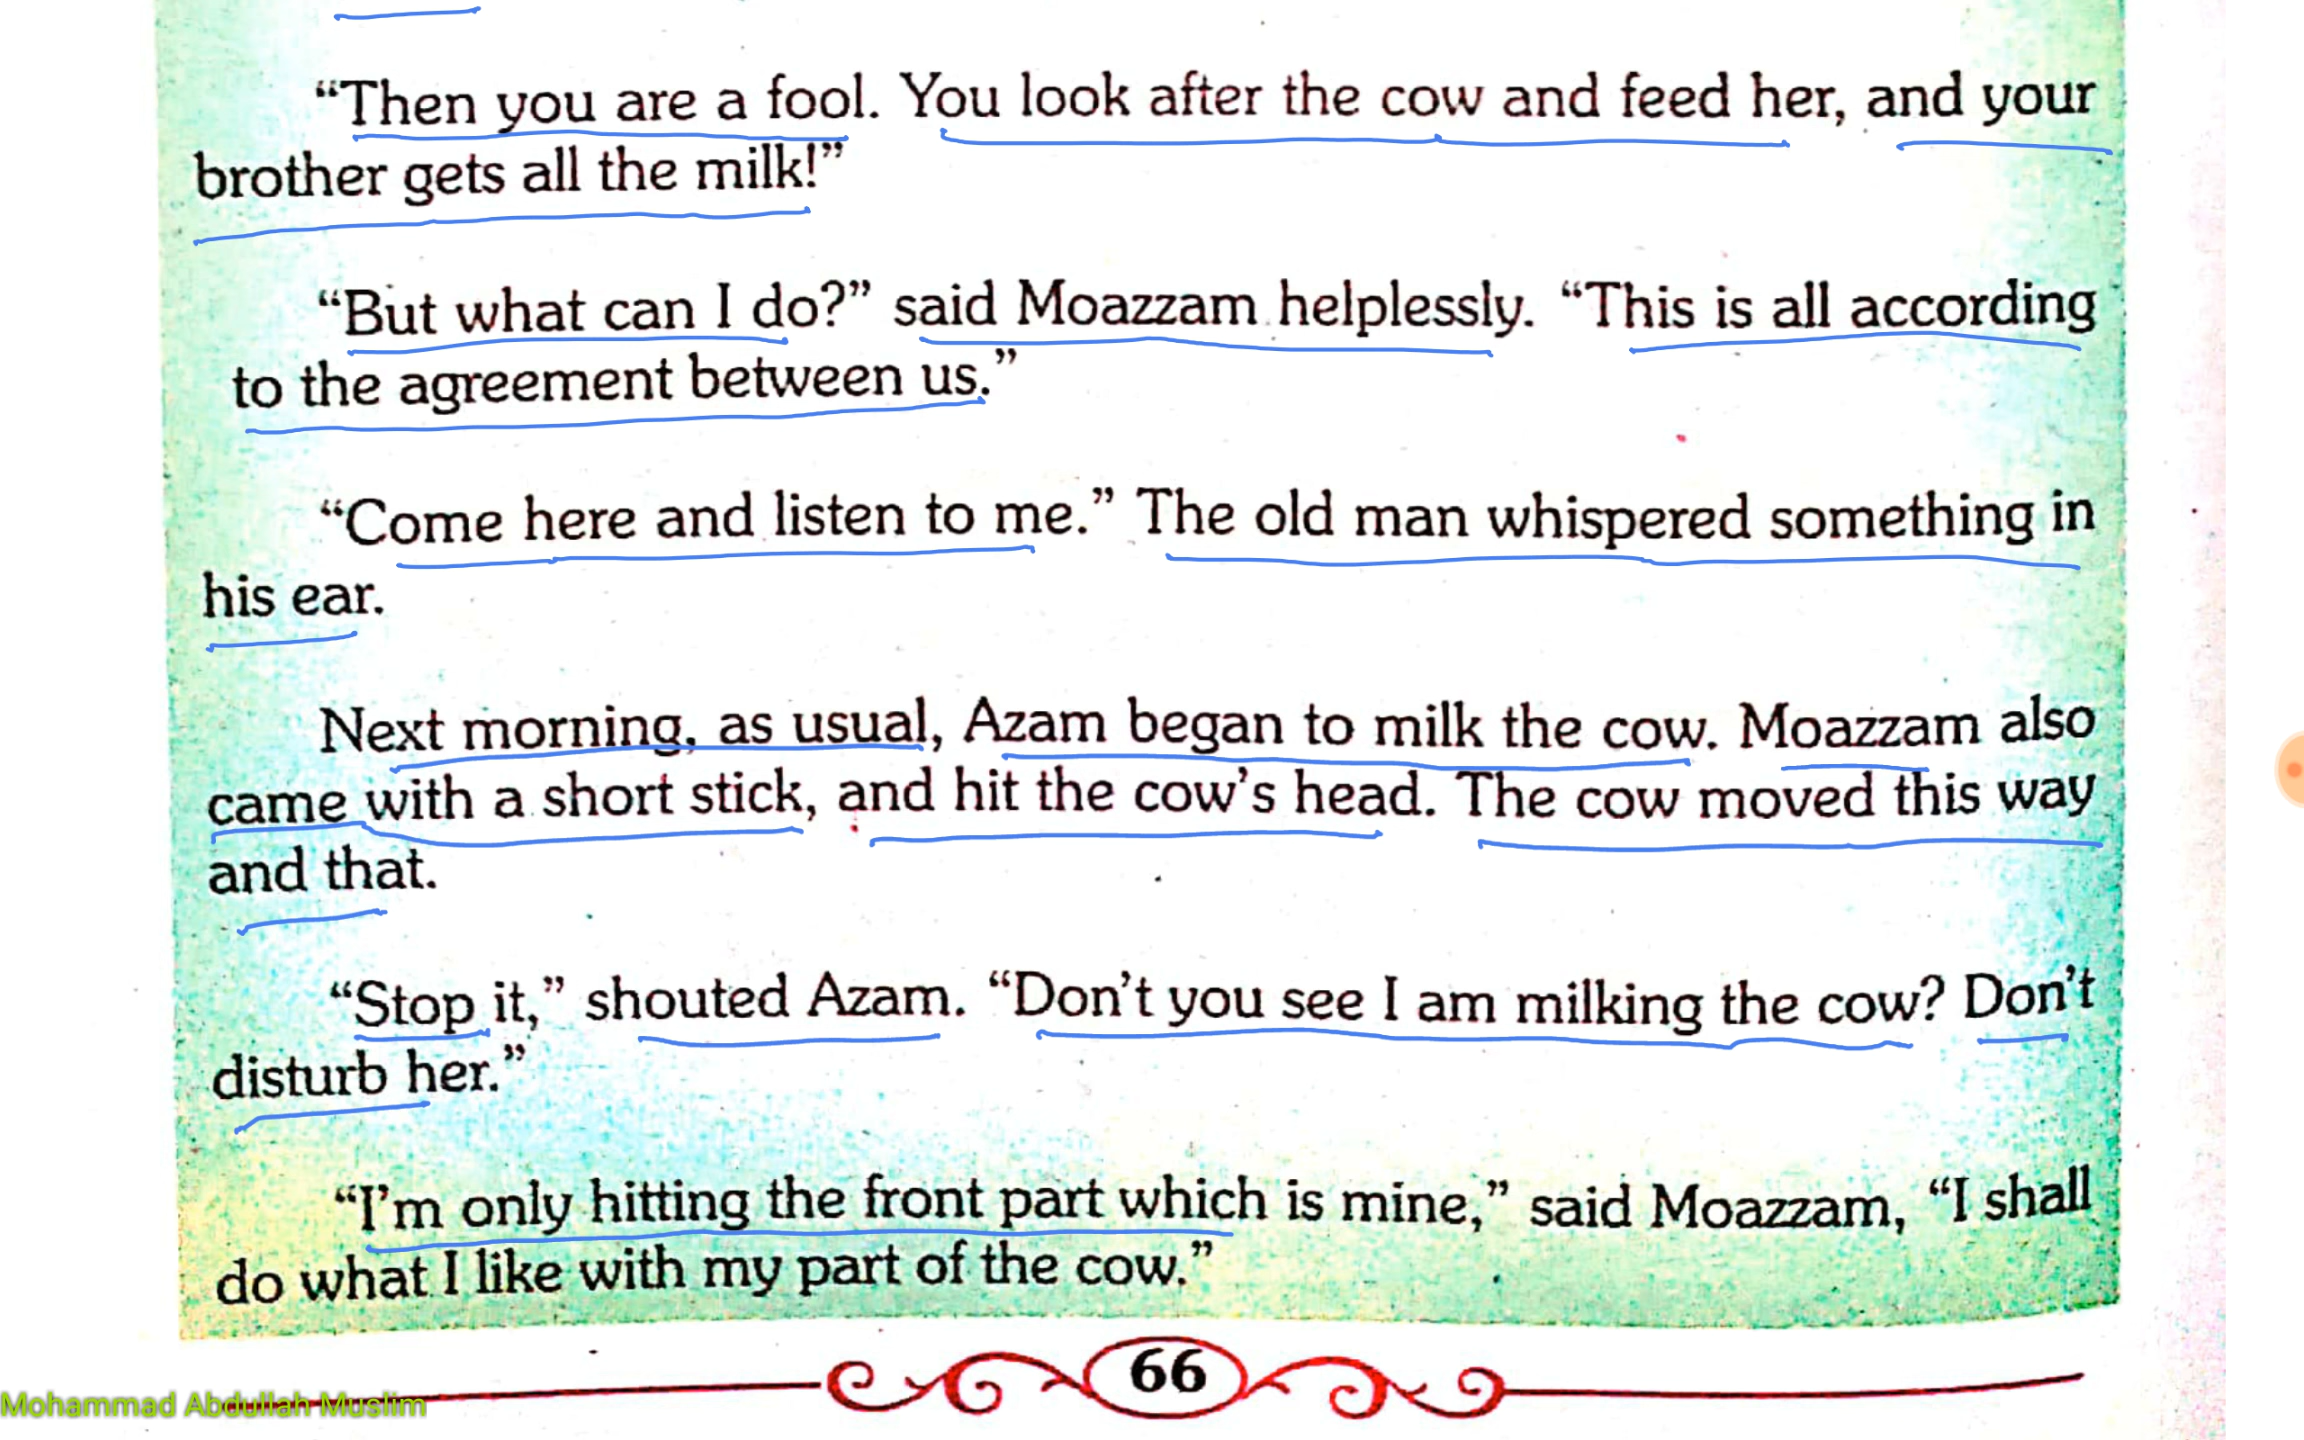 “Then you are a fool. You look after the cow and feed her, and your
brother gets all the milk!”
“But what can I do?” said Moazzam helplessly. “This is all according
to the agreement between us.”
“Come here and listen to me.” The old man whispered something in
his ear.
Next morning, as usual, Azam began to milk the cow. Moazzam also
came with a short stick, and hit the cow’s head. The cow moved this way
and that.
“Stop it,” shouted Azam. “Don’t you see I am milking the cow? Don’t
disturb her.”
“I’m only hitting the front part which is mine,” said Moazzam, “I shall
do what I like with my part of the cow.”
66
Mohammad Abdullah Muslim